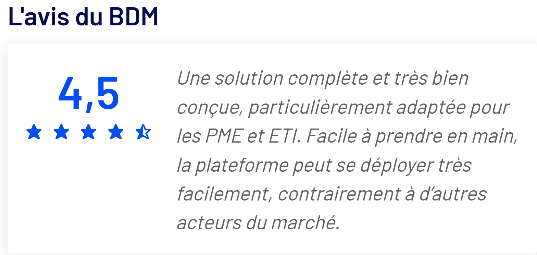 L'avis du BDM
4,5
Une solution complète et très bien
conçue, particulièrement adaptée pour
les PME et ETI. Facile à prendre en main,
la plateforme peut se déployer très
facilement, contrairement à d'autres
acteurs du marché.